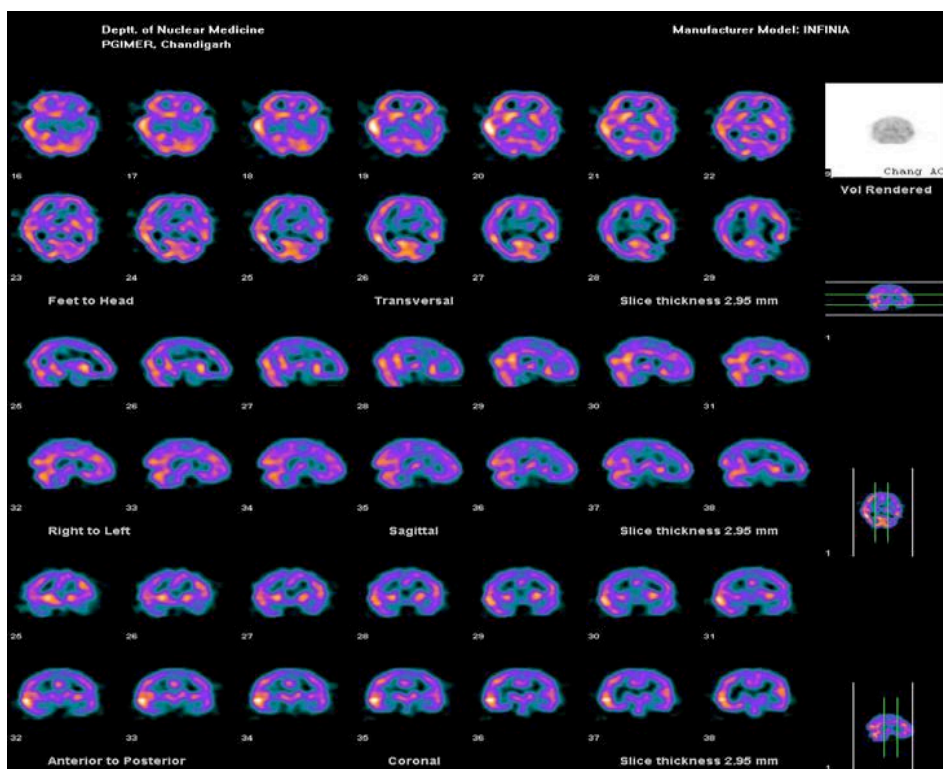 Deptt. of Nuclear Medicine
PGIMER, Chandigarh
Manufacturer Model: INFINIA
16 17 18 19 20 21 22
Chang AC
Vol Rendered
23 24 25 26 27 28 29
Feet to Head Transversal Slice thickness 2.95 mm
1
25 26 27 28 29 30 31
32 33 34 35 36 37 38
Right to Left Sagittal Slice thickness 2.95 mm
1
25 26 27 28 29 30 31
32 33 34 35 36 37 38
Anterior to Posterior Coronal Slice thickness 2.95 mm
1